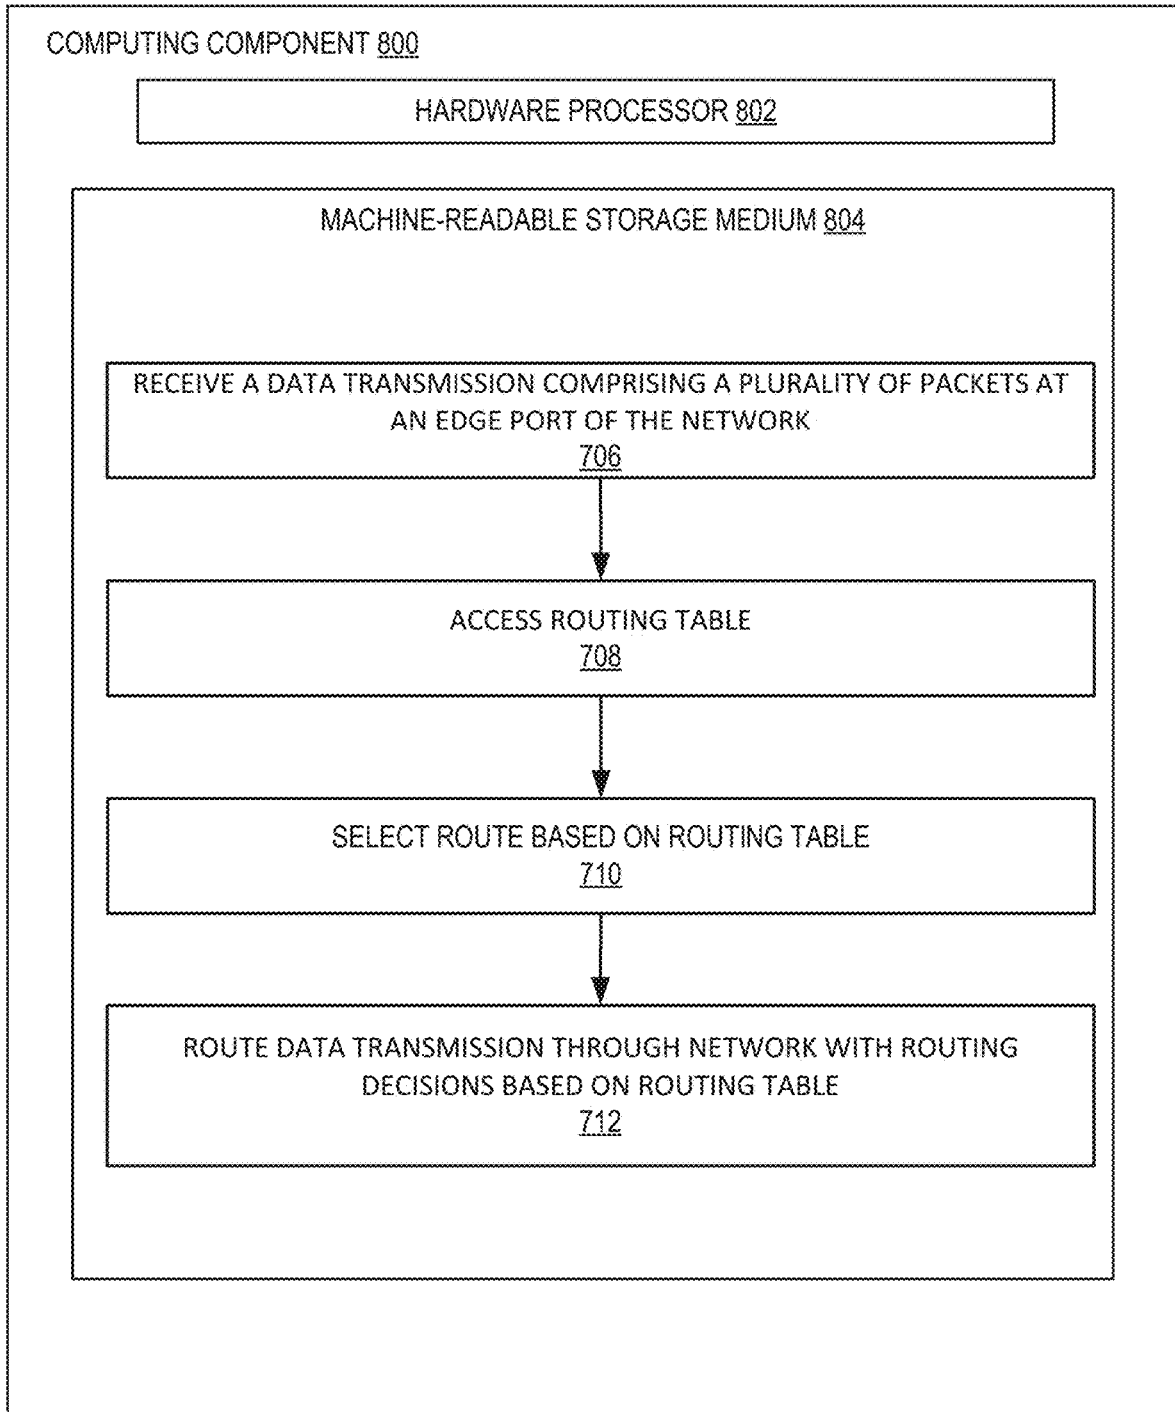 COMPUTING COMPONENT 800
HARDWARE PROCESSOR 802
MACHINE-READABLE STORAGE MEDIUM 804
RECEIVE A DATA TRANSMISSION COMPRISING A PLURALITY OF PACKETS AT
AN EDGE PORT OF THE NETWORK
706
ACCESS ROUTING TABLE
708
SELECT ROUTE BASED ON ROUTING TABLE
710
ROUTE DATA TRANSMISSION THROUGH NETWORK WITH ROUTING
DECISIONS BASED ON ROUTING TABLE
712